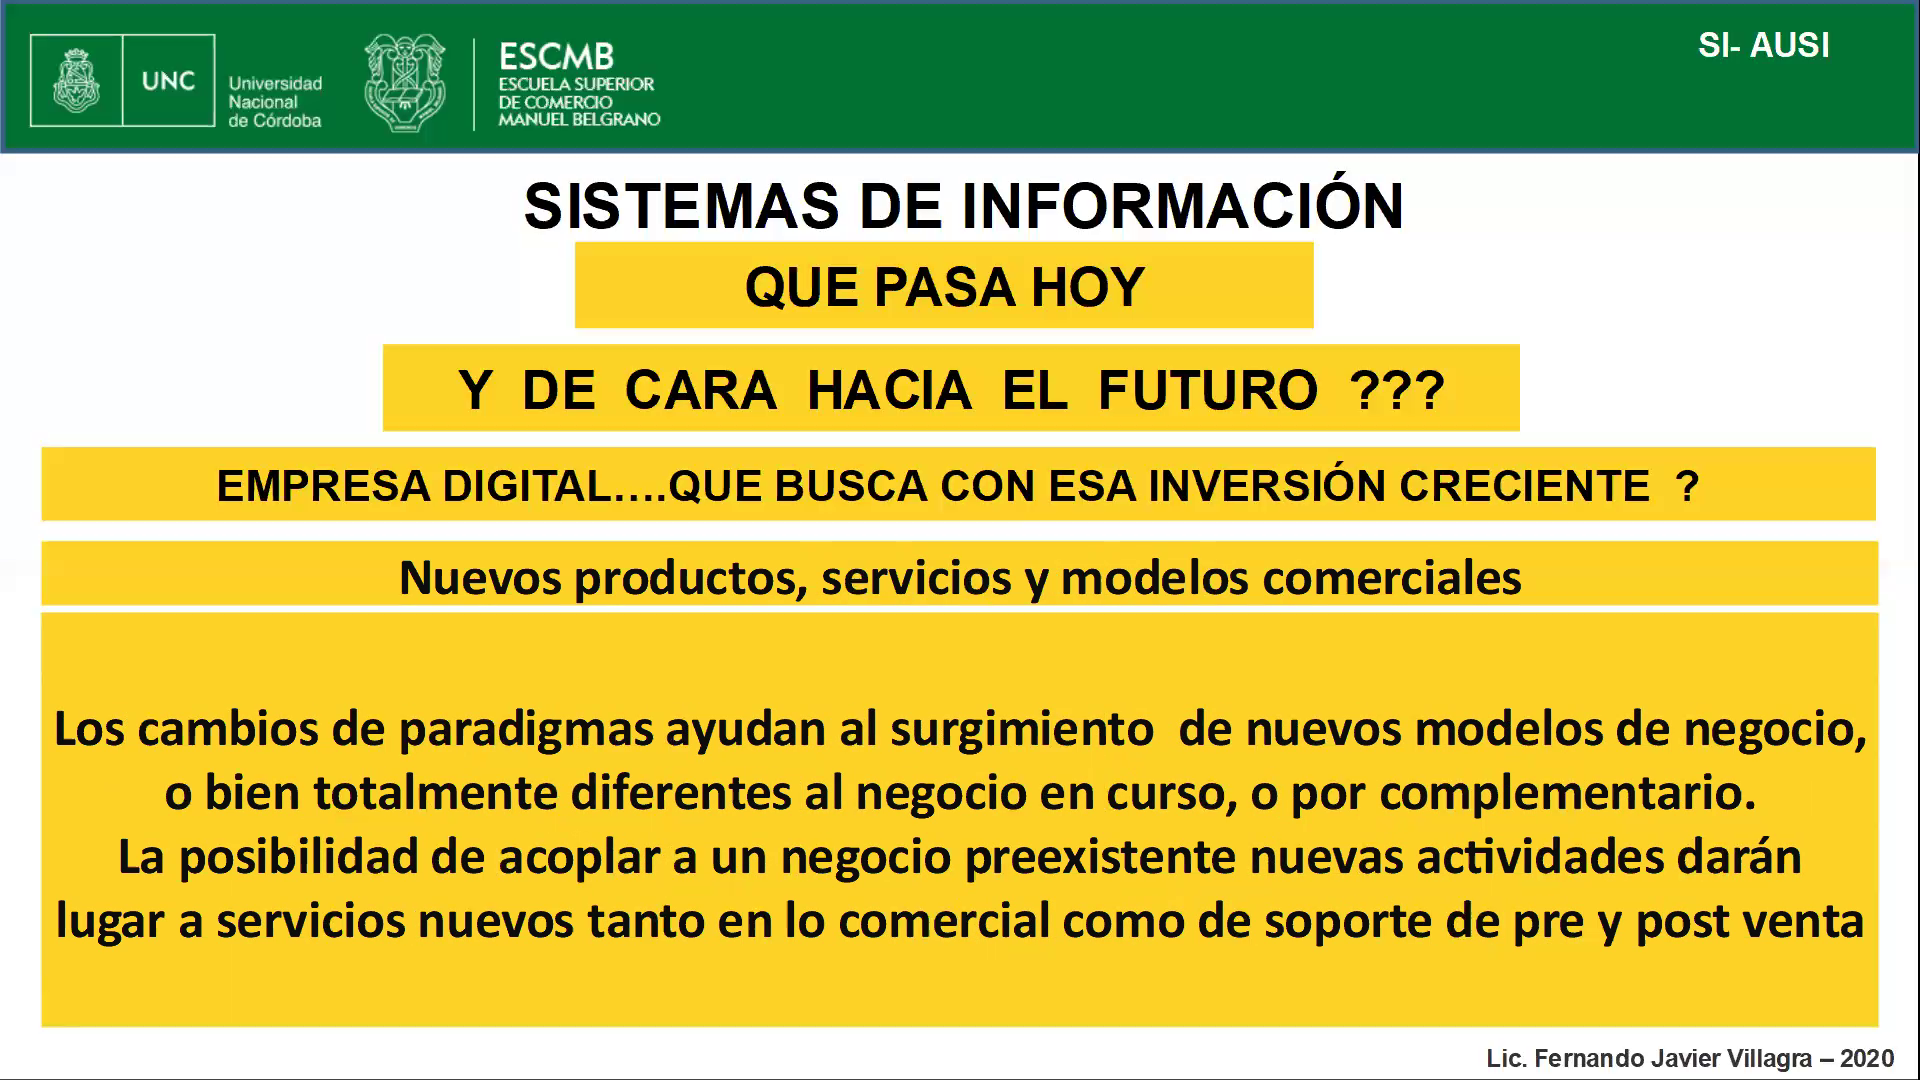 UNC
Universidad
Nacional
de Córdoba
ESCMB
ESCUELA SUPERIOR
DE COMERCIO
MANUEL BELGRANO
SI- AUSI
SISTEMAS DE INFORMACIÓN
QUE PASA HOY
Y DE CARA HACIA EL FUTURO ???
EMPRESA DIGITAL….QUE BUSCA CON ESA INVERSIÓN CRECIENTE ?
Nuevos productos, servicios y modelos comerciales
Los cambios de paradigmas ayudan al surgimiento de nuevos modelos de negocio,
o bien totalmente diferentes al negocio en curso, o por complementario.
La posibilidad de acoplar a un negocio preexistente nuevas actividades darán
lugar a servicios nuevos tanto en lo comercial como de soporte de pre y post venta
Lic. Fernando Javier Villagra – 2020